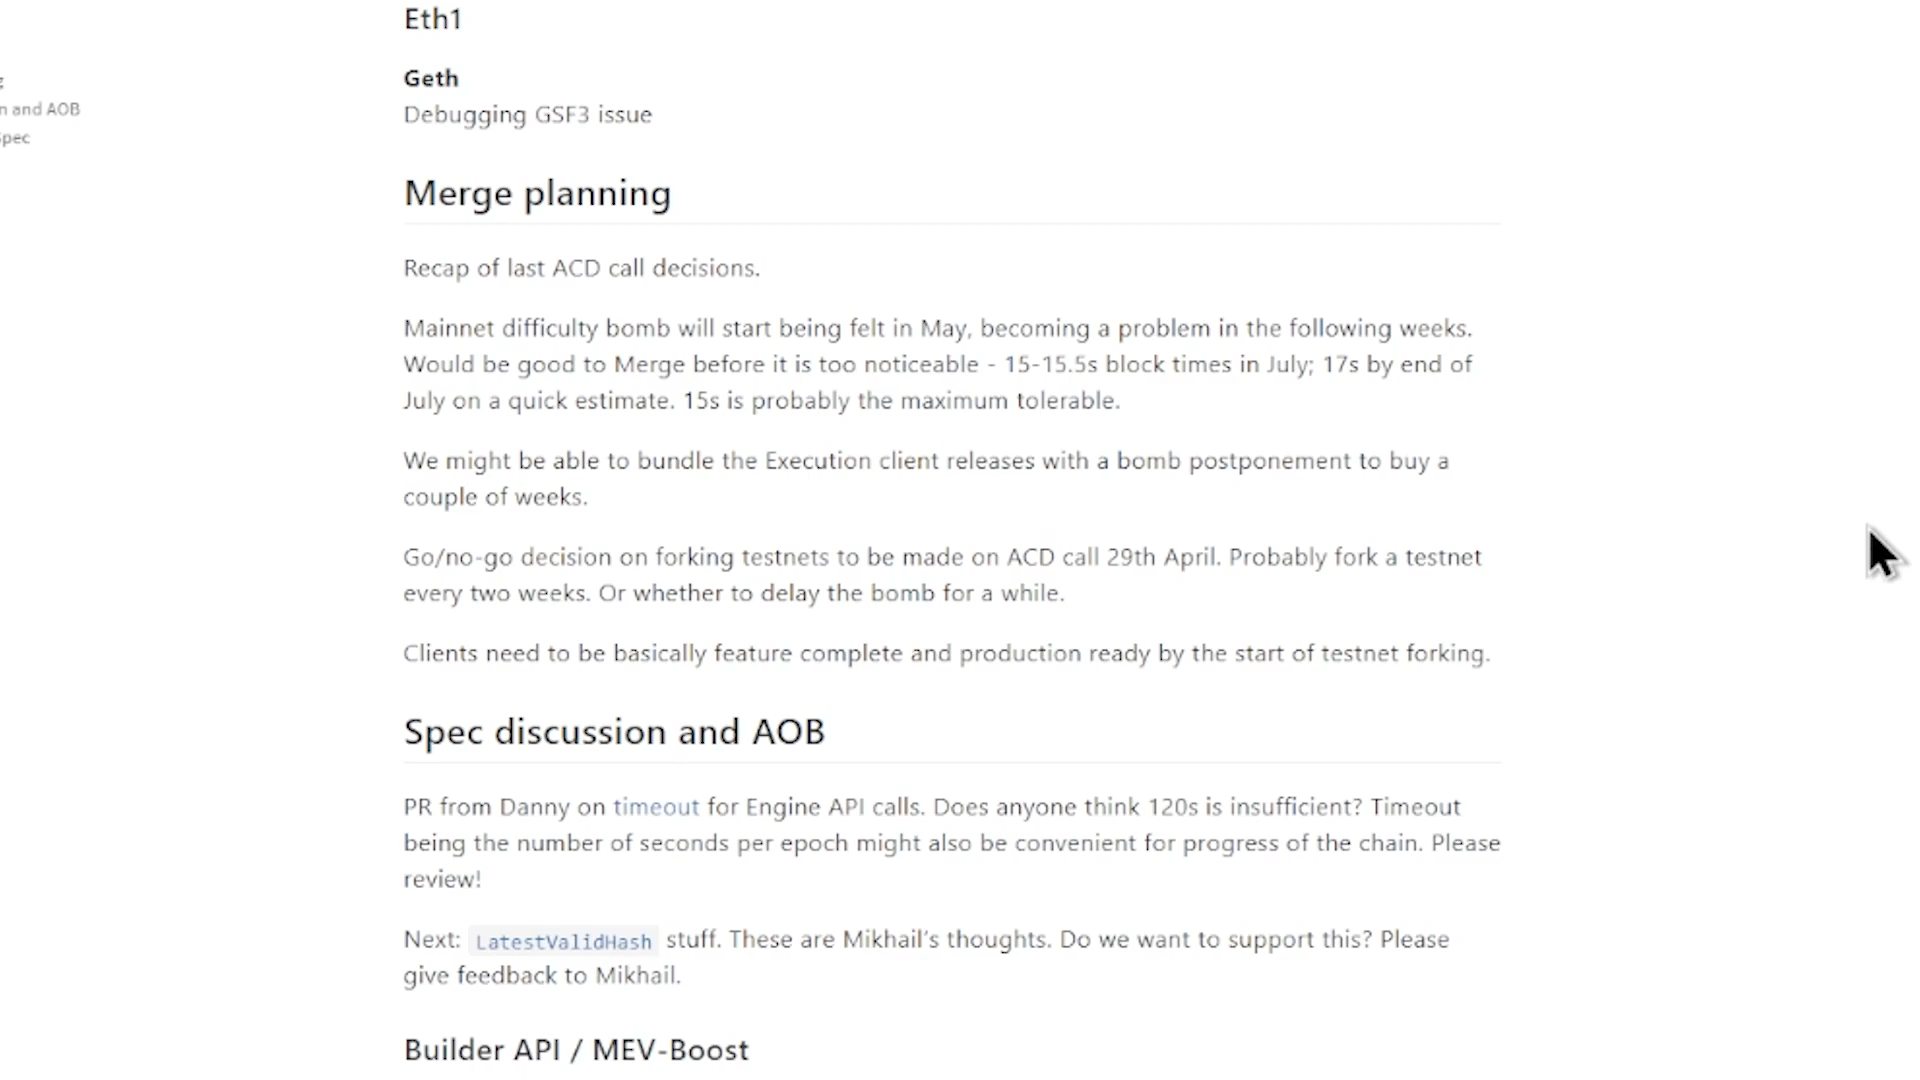 Eth1
Geth
n and AOB
Debugging GSF3 issue
pec
Merge planning
Recap of last ACD call decisions.
Mainnet difficulty bomb will start being felt in May, becoming a problem in the following weeks.
Would be good to Merge before it is too noticeable - 15-15.5s block times in July; 17s by end of
July on a quick estimate. 15s is probably the maximum tolerable.
We might be able to bundle the Execution client releases with a bomb postponement to buy a
couple of weeks.
Go/no-go decision on forking testnets to be made on ACD call 29th April. Probably fork a testnet
every two weeks. Or whether to delay the bomb for a while.
Clients need to be basically feature complete and production ready by the start of testnet forking.
Spec discussion and AOB
PR from Danny on timeout for Engine API calls. Does anyone think 120s is insufficient? Timeout
being the number of seconds per epoch might also be convenient for progress of the chain. Please
review!
Next: LatestValidHash stuff. These are Mikhail's thoughts. Do we want to support this? Please
give feedback to Mikhail.
Builder API / MEV-Boost